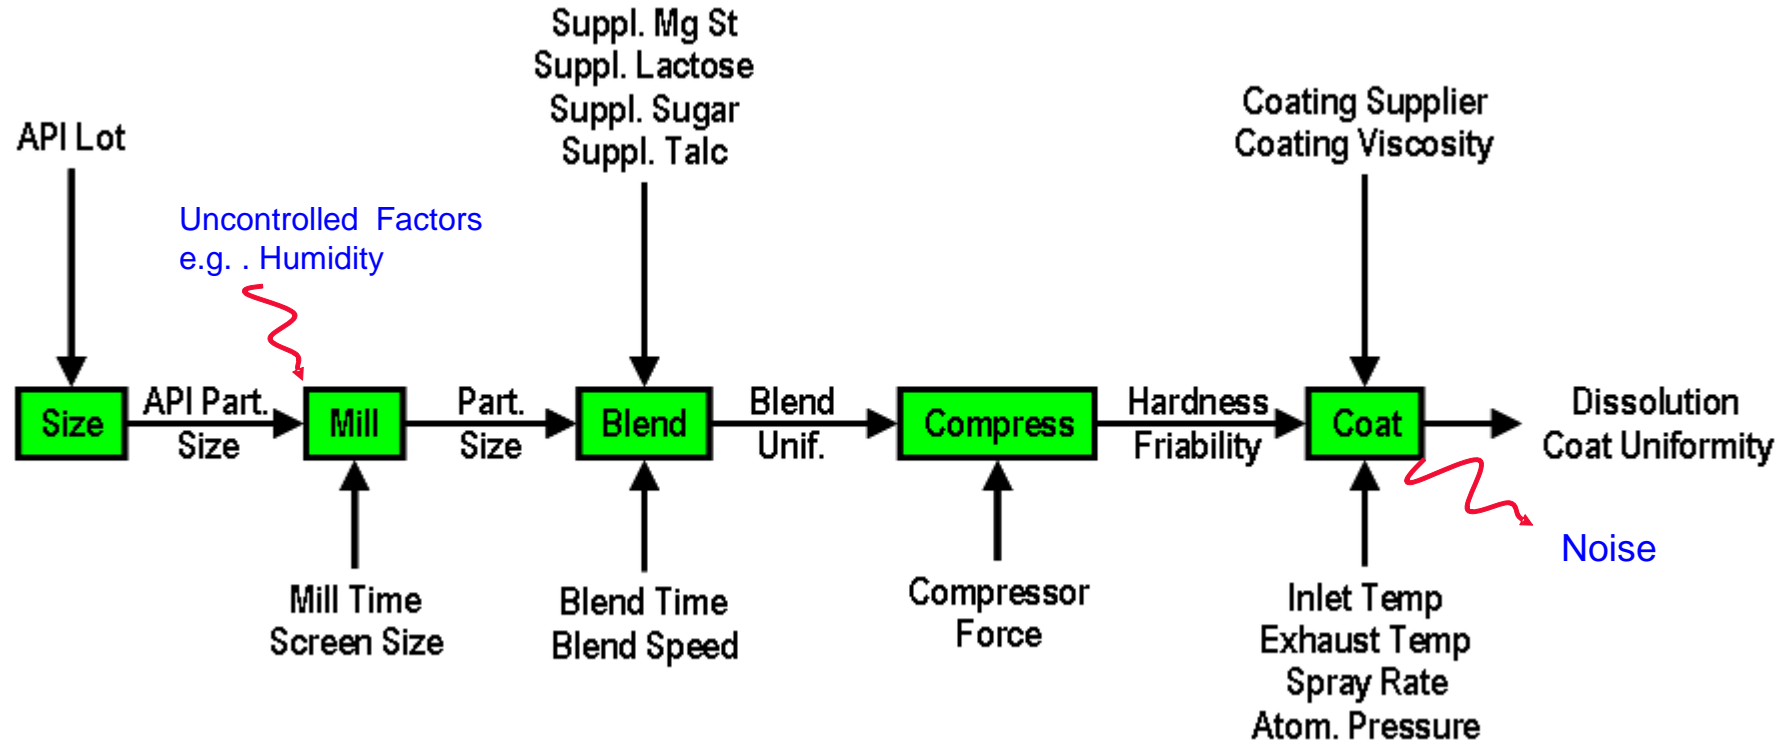 Suppl. Mg St
Suppl. Lactose
Suppl. Sugar
Suppl. Talc
Coating Supplier
Coating Viscosity
API Lot
Uncontrolled Factors
e.g. . Humidity
Size
API Part.
Size
Mill
Part.
Size
Blend
Blend
Unif.
Compress
Hardness
Friability
Coat
Dissolution
Coat Uniformity
Noise
Mill Time
Screen Size
Blend Time
Blend Speed
Compressor
Force
Inlet Temp
Exhaust Temp
Spray Rate
Atom. Pressure